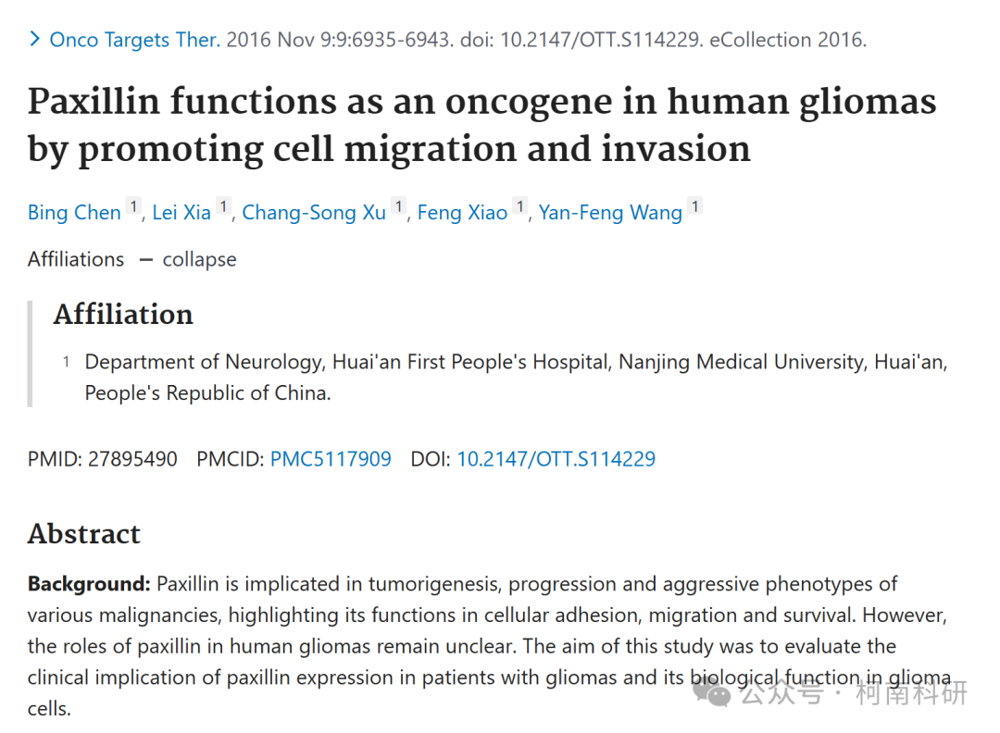 > Onco Targets Ther. 2016 Nov 9:9:6935-6943. doi: 10.2147/OTT.S114229. eCollection 2016.
Paxillin functions as an oncogene in human gliomas
by promoting cell migration and invasion
Bing Chen 1, Lei Xia 1, Chang-Song Xu 1, Feng Xiao 1, Yan-Feng Wang 1
Affiliations – collapse
Affiliation
1 Department of Neurology, Huai'an First People's Hospital, Nanjing Medical University, Huai'an,
People's Republic of China.
PMID: 27895490 PMCID: PMC5117909 DOI: 10.2147/OTT.S114229
Abstract
Background: Paxillin is implicated in tumorigenesis, progression and aggressive phenotypes of
various malignancies, highlighting its functions in cellular adhesion, migration and survival. However,
the roles of paxillin in human gliomas remain unclear. The aim of this study was to evaluate the
clinical implication of paxillin expression in patients with gliomas and its biological function in glioma
cells.
公众号 · 柯南科研